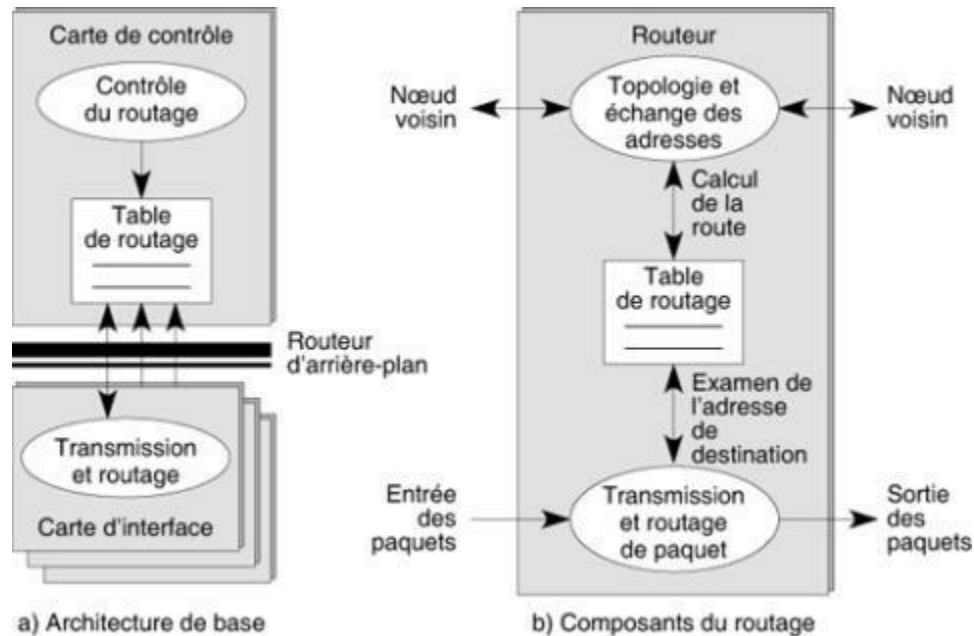 Carte de contrôle
Contrôle
du routage
Table
de routage
Routeur
d'arrière-plan
Transmission
et routage
Carte d'interface
a) Architecture de base
Routeur
Nœud
voisin
Topologie et
échange des
adresses
Nœud
voisin
Calcul
de la
route
Table
de routage
Examen de
l'adresse
de
destination
Entrée
des
paquets
Transmission
et routage
de paquet
Sortie
des
paquets
b) Composants du routage